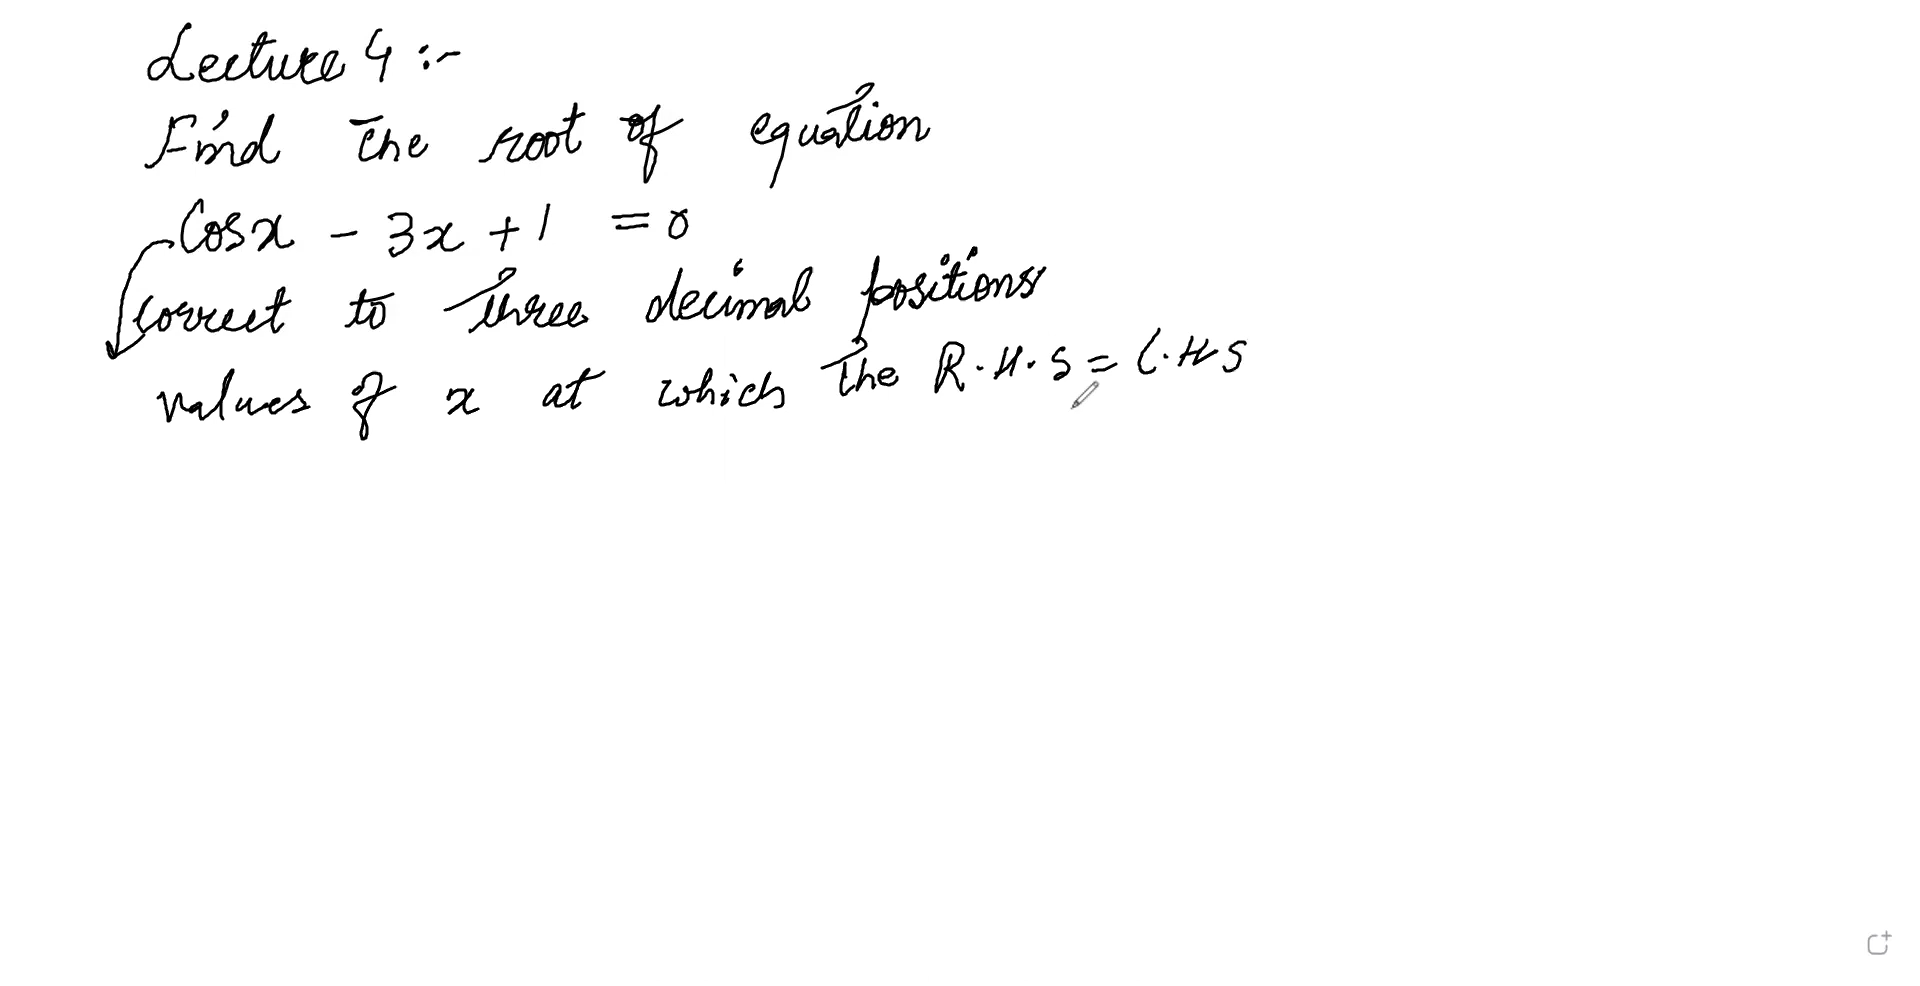 Lecture 4 :-
Find the root of equation
Cosx - 3x + 1 = 0
correct to three decimal positions
values of x at which the R.H.S = L.H.S